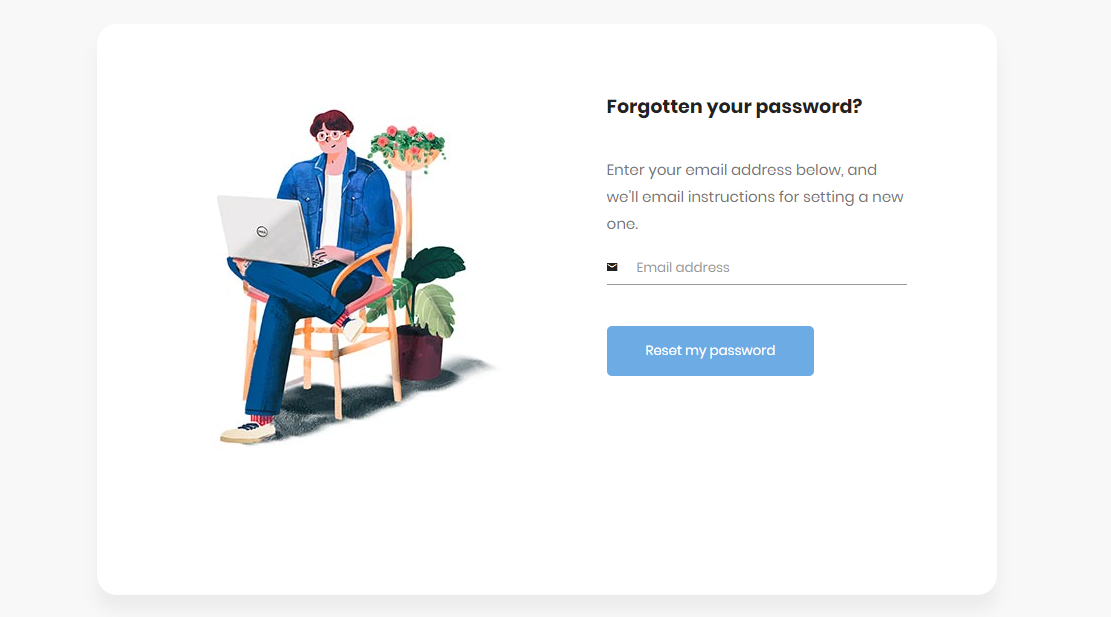 Forgotten your password?
Enter your email address below, and
we'll email instructions for setting a new
one.
Email address
Reset my password
DELL